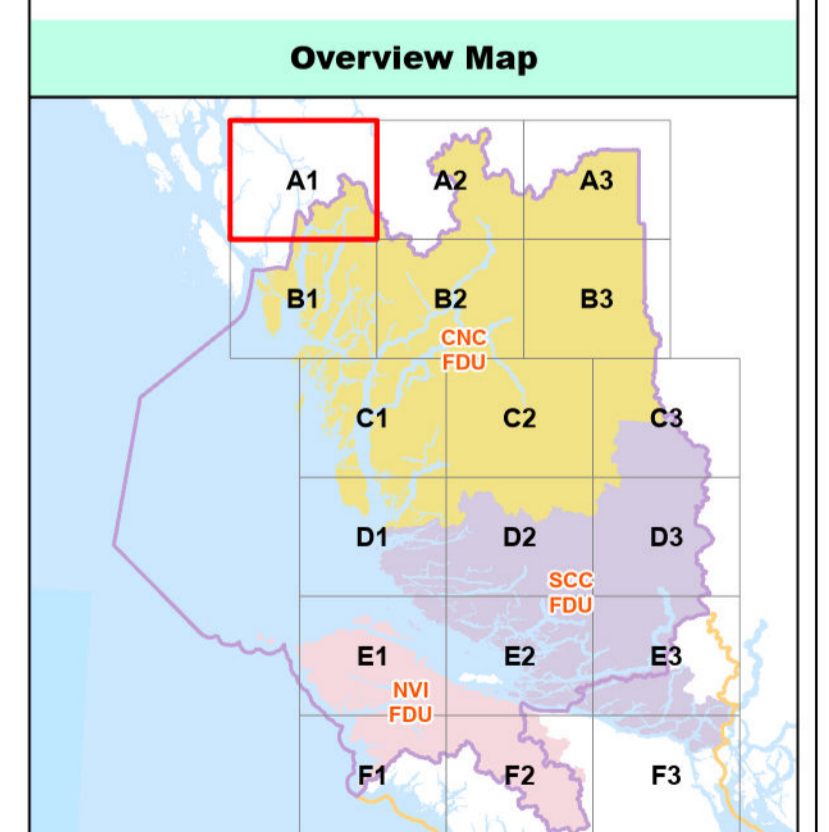 Overview Map
A1
A2
A3
B1
B2
B3
CNC
FDU
C1
C2
C3
D1
D2
D3
SCC
FDU
E1
E2
E3
NVI
FDU
F1
F2
F3